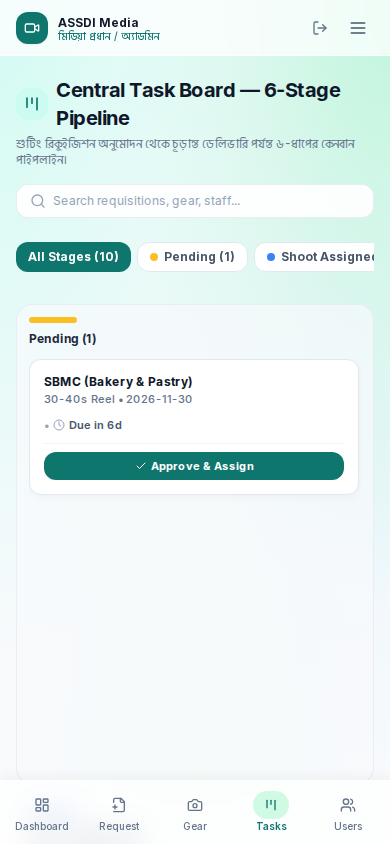 ASSDI Media
মিডিয়া প্রধান / অ্যাডমিন
Central Task Board — 6-Stage
Pipeline
শুটিং রিকুইজিশন অনুমোদন থেকে চূড়ান্ত ডেলিভারি পর্যন্ত ৬-ধাপের কেনবান
পাইপলাইন।
Search requisitions, gear, staff...
All Stages (10)
Pending (1)
Shoot Assigned
Pending (1)
SBMC (Bakery & Pastry)
30-40s Reel • 2026-11-30
• Due in 6d
Approve & Assign
Dashboard
Request
Gear
Tasks
Users